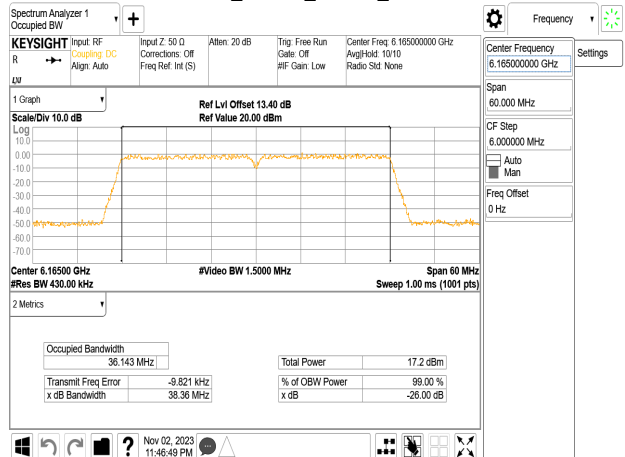 Spectrum Analyzer 1
Occupied BW
+
Frequency
KEYSIGHT
R
LXI
Input: RF
Coupling: DC
Align: Auto
Input Z: 50 Ω
Corrections: Off
Freq Ref: Int (S)
Atten: 20 dB
Trig: Free Run
Gate: Off
#IF Gain: Low
Center Freq: 6.165000000 GHz
Avg|Hold: 10/10
Radio Std: None
Center Frequency
6.165000000 GHz
Settings
Span
60.000 MHz
CF Step
6.000000 MHz
Auto
Man
Freq Offset
0 Hz
1 Graph
Scale/Div 10.0 dB
Ref Lvl Offset 13.40 dB
Ref Value 20.00 dBm
Log
10.0
0.00
-10.0
-20.0
-30.0
-40.0
-50.0
-60.0
-70.0
Center 6.16500 GHz
#Video BW 1.5000 MHz
Span 60 MHz
#Res BW 430.00 kHz
Sweep 1.00 ms (1001 pts)
2 Metrics
Occupied Bandwidth
36.143 MHz
Total Power 17.2 dBm
Transmit Freq Error -9.821 kHz
% of OBW Power 99.00 %
x dB Bandwidth 38.36 MHz
x dB -26.00 dB
?
Nov 02, 2023
11:46:49 PM